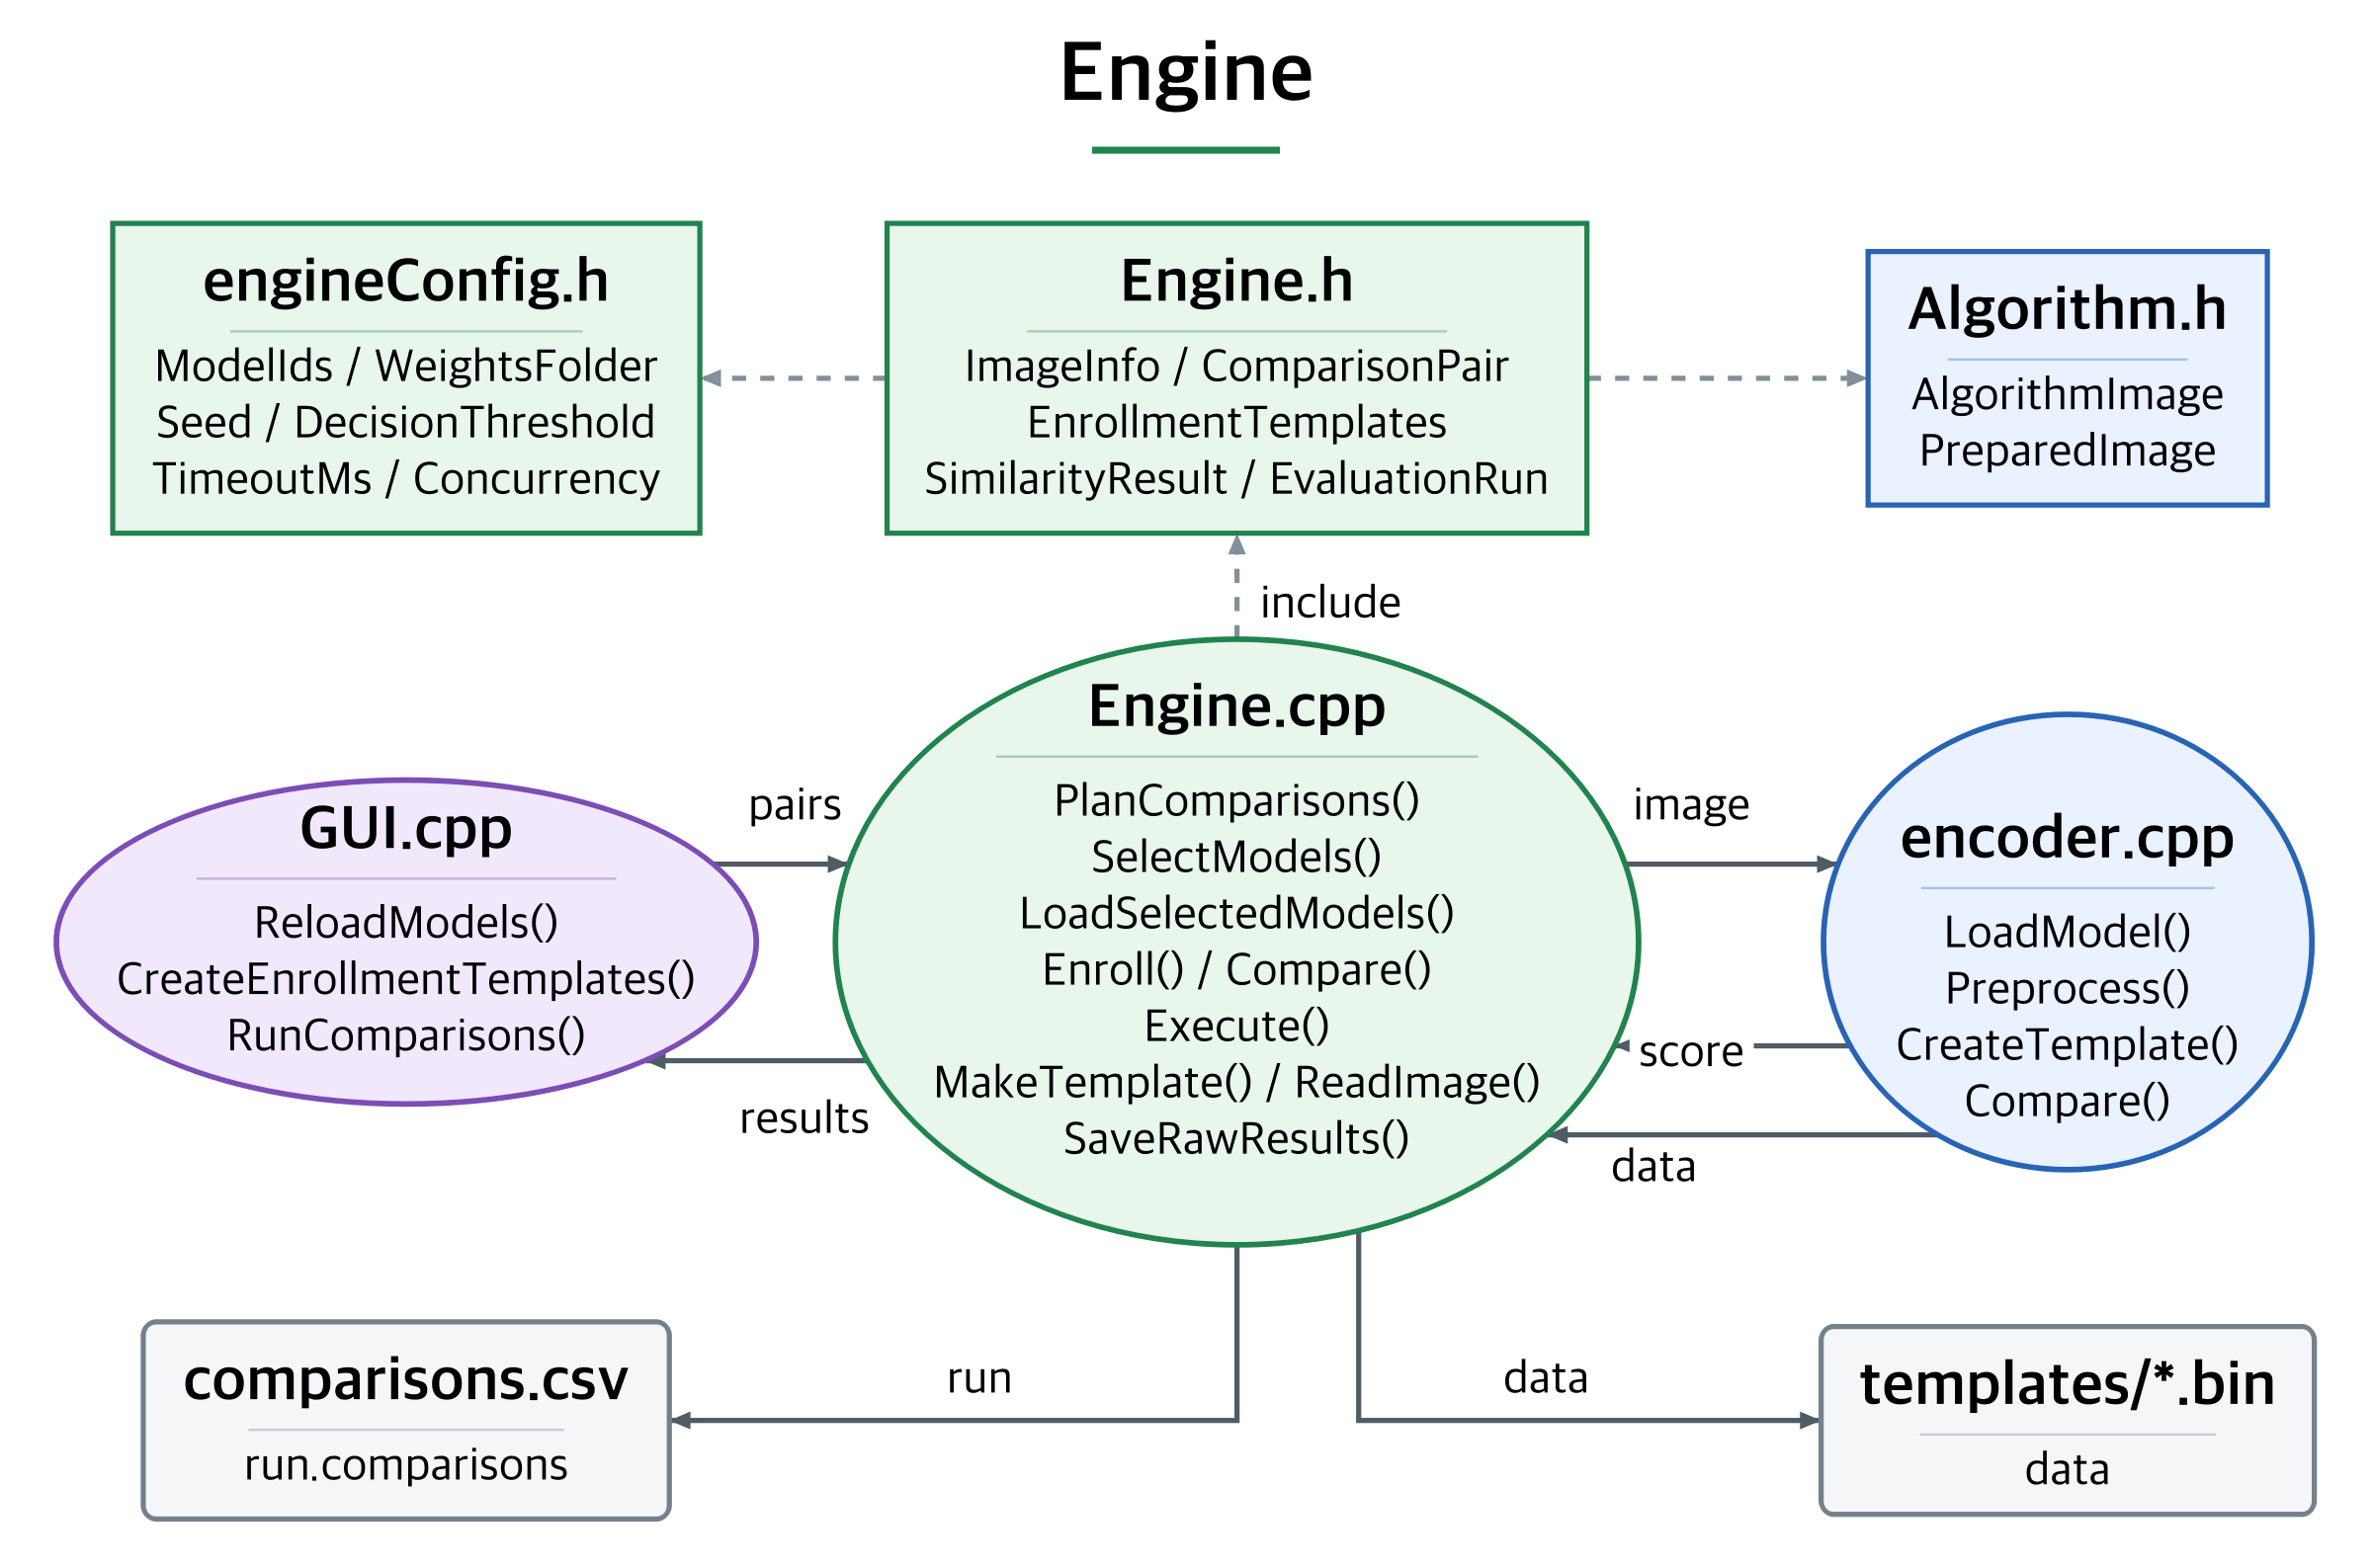 Engine
engineConfig.h
ModelIds / WeightsFolder
Seed / DecisionThreshold
TimeoutMs / Concurrency
Engine.h
ImageInfo / ComparisonPair
EnrollmentTemplates
SimilarityResult / EvaluationRun
Algorithm.h
AlgorithmImage
PreparedImage
include
GUI.cpp
ReloadModels()
CreateEnrollmentTemplates()
RunComparisons()
pairs
results
Engine.cpp
PlanComparisons()
SelectModels()
LoadSelectedModels()
Enroll() / Compare()
Execute()
MakeTemplate() / ReadImage()
SaveRawResults()
image
score
data
encoder.cpp
LoadModel()
Preprocess()
CreateTemplate()
Compare()
comparisons.csv
run.comparisons
run
data
templates/*.bin
data